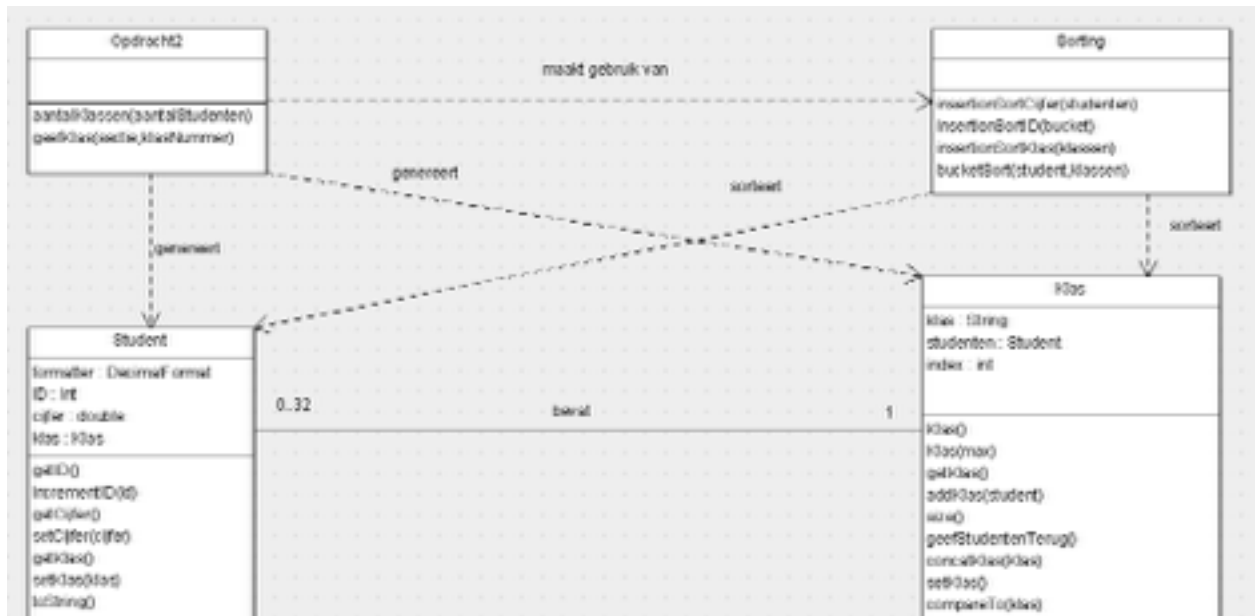 Opdracht2
aantalKlassen(aantalStudenten)
geefKlas(sectie,klasNummer)
maakt gebruik van
Sorting
insertionSortCijfer(studenten)
insertionSortID(bucket)
insertionSortKlas(klassen)
bucketSort(student,klassen)
genereert
sorteert
genereert
sorteert
Student
formatter : DecimalFormat
ID : int
cijfer : double
klas : Klas
getID()
incrementID(id)
getCijfer()
setCijfer(cijfer)
getKlas()
setKlas(klas)
toString()
0..32
bevat
1
Klas
klas : String
studenten : Student
index : int
Klas()
Klas(max)
getKlas()
addKlas(student)
size()
geefStudentenTerug()
concatKlas(Klas)
setKlas()
compareTo(klas)